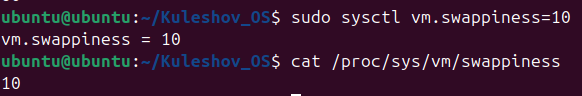 ubuntu@ubuntu:~/Kuleshov_OS$ sudo sysctl vm.swappiness=10
vm.swappiness = 10
ubuntu@ubuntu:~/Kuleshov_OS$ cat /proc/sys/vm/swappiness
10